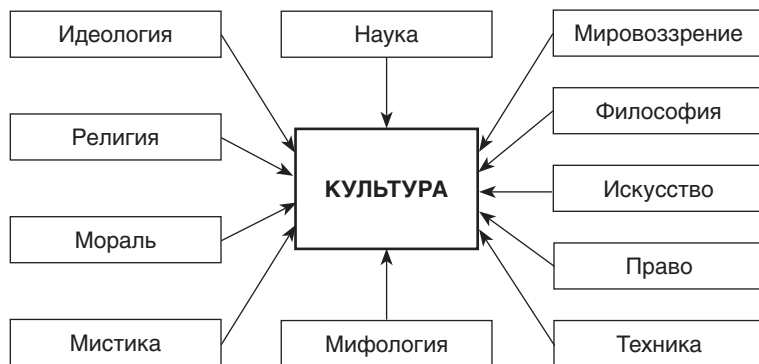 Идеология
Наука
Мировоззрение
Философия
Религия
КУЛЬТУРА
Искусство
Мораль
Право
Мистика
Мифология
Техника